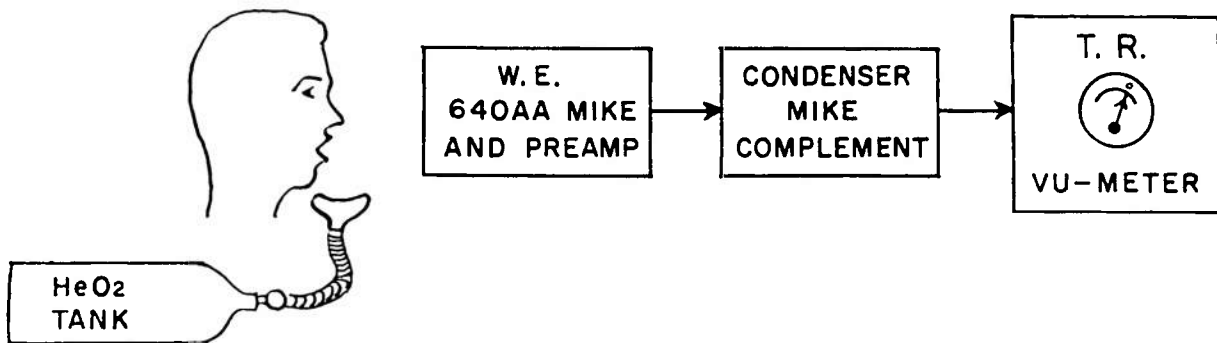 W. E.
640AA MIKE
AND PREAMP
CONDENSER
MIKE
COMPLEMENT
T. R.
VU-METER
HeO2
TANK